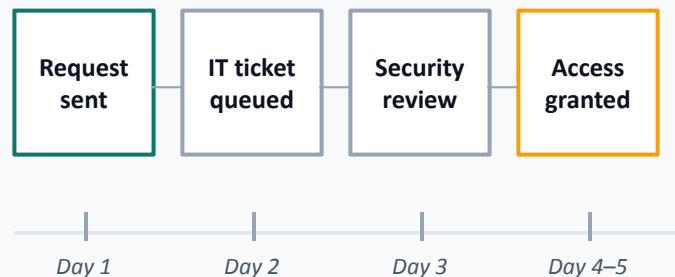 Request
sent
IT ticket
queued
Security
review
Access
granted
Day 1
Day 2
Day 3
Day 4–5